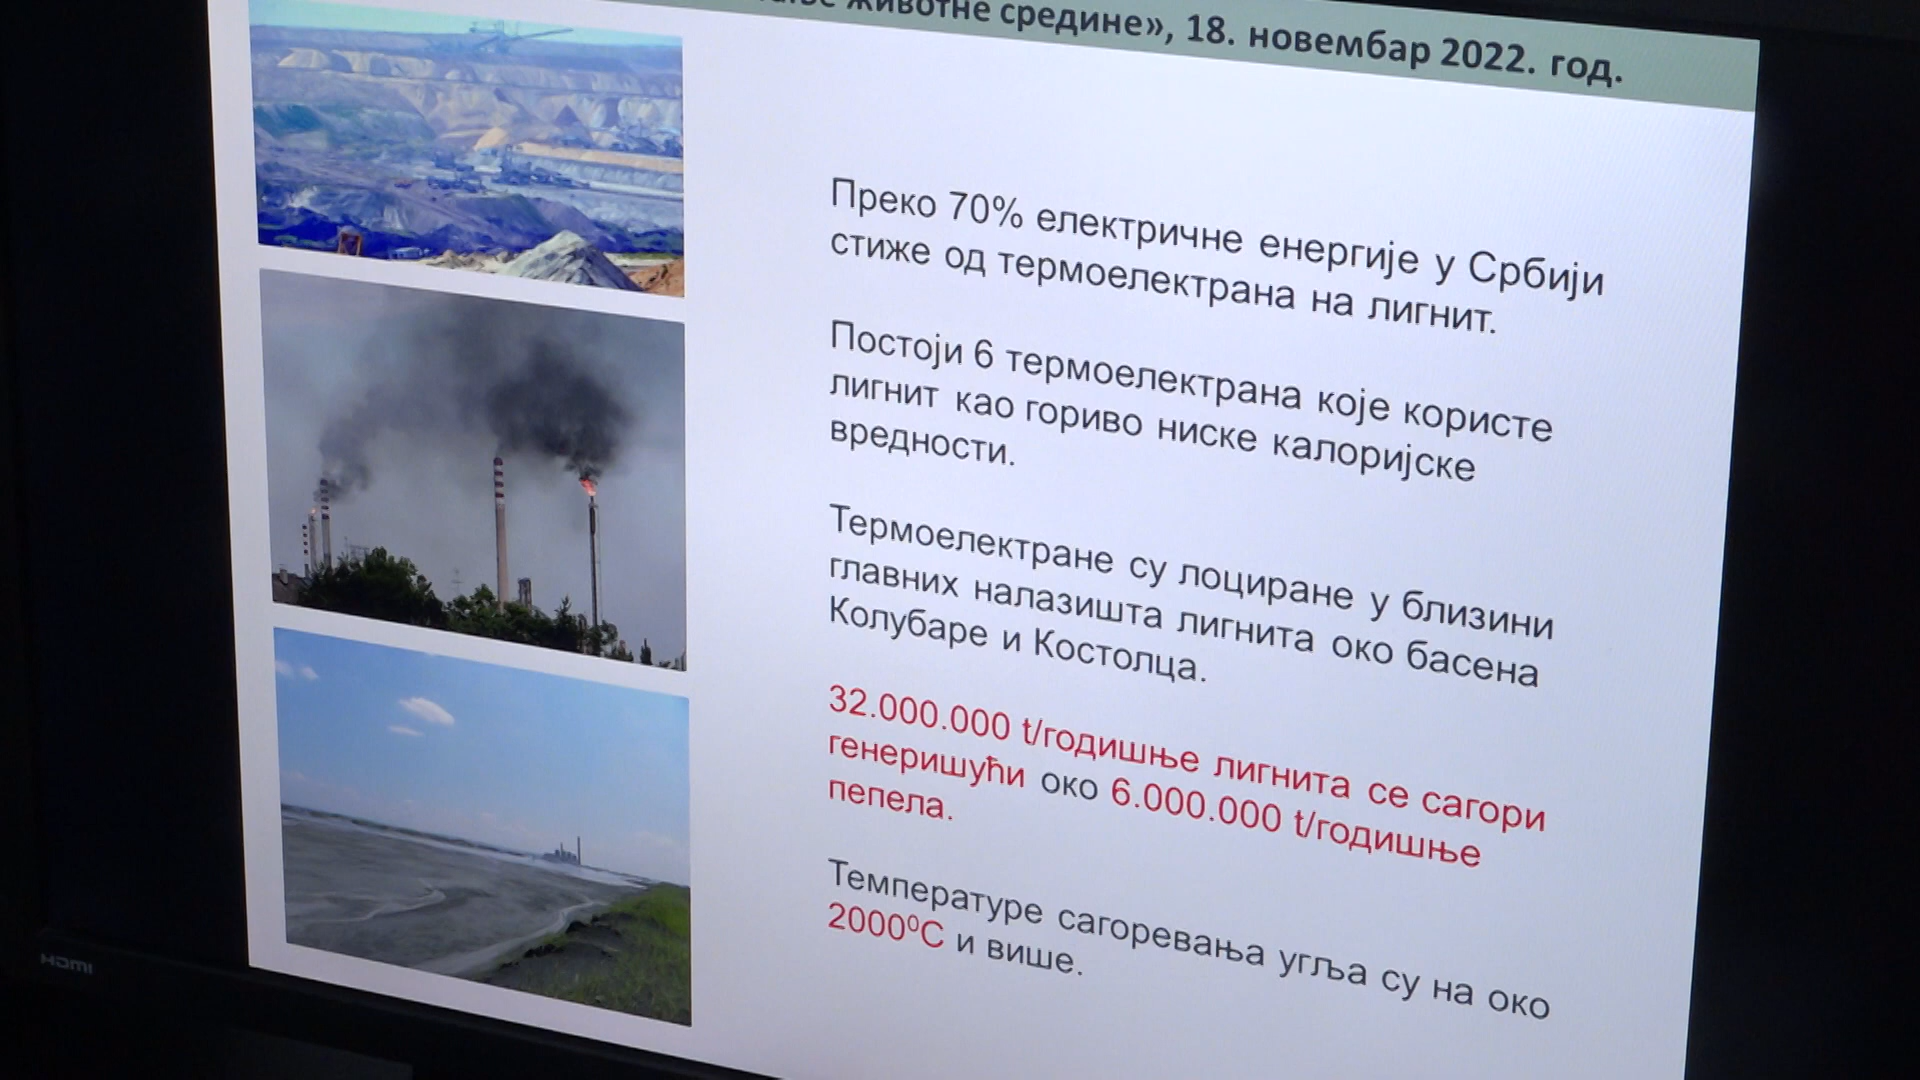 животне средине», 18. новембар 2022. год.
Преко 70% електричне енергије у Србији
стиже од термоелектрана на лигнит.
Постоји 6 термоелектрана које користе
лигнит као гориво ниске калоријске
вредности.
Термоелектране су лоциране у близини
главних налазишта лигнита око басена
Колубаре и Костолца.
32.000.000 t/годишње лигнита се сагори
генеришући око 6.000.000 t/годишње
пепела.
Температуре сагоревања угља су на око
2000⁰C и више.
HDMI